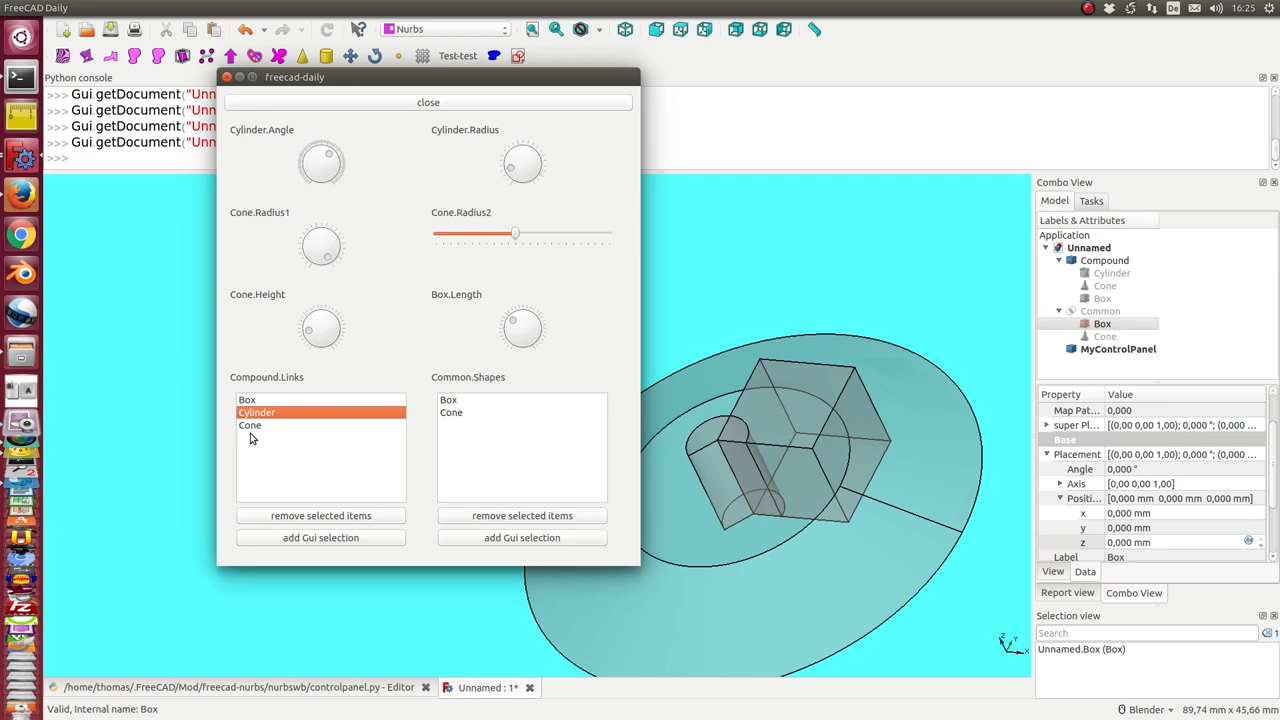 FreeCAD Daily
De
16:25
Nurbs
Test-test
Python console
>>> Gui.getDocument("Unn
>>> Gui.getDocument("Unn
>>> Gui.getDocument("Unn
>>> Gui.getDocument("Unn
>>>
freecad-daily
close
Cylinder.Angle
Cylinder.Radius
Cone.Radius1
Cone.Radius2
Cone.Height
Box.Length
Compound.Links
Common.Shapes
Box
Cylinder
Cone
Box
Cone
remove selected items
remove selected items
add Gui selection
add Gui selection
Combo View
Model
Tasks
Labels & Attributes
Application
Unnamed
Compound
Cylinder
Cone
Box
Common
Box
Cone
MyControlPanel
Property Value
Map Pat... 0,000
super Pl... [(0,00 0,00 1,00); 0,000 °; (0,000 ...
Base
Placement [(0,00 0,00 1,00); 0,000 °; (0,000 ...
Angle 0,000 °
Axis [0,00 0,00 1,00]
Positi... [0,000 mm 0,000 mm 0,000 mm]
x 0,000 mm
y 0,000 mm
z 0,000 mm
Label Box
View
Data
Report view
Combo View
Selection view
Search
1
Unnamed.Box (Box)
Z
Y
X
/home/thomas/.FreeCAD/Mod/freecad-nurbs/nurbswb/controlpanel.py - Editor
Unnamed : 1*
Valid, Internal name: Box
Blender
89,74 mm x 45,66 mm